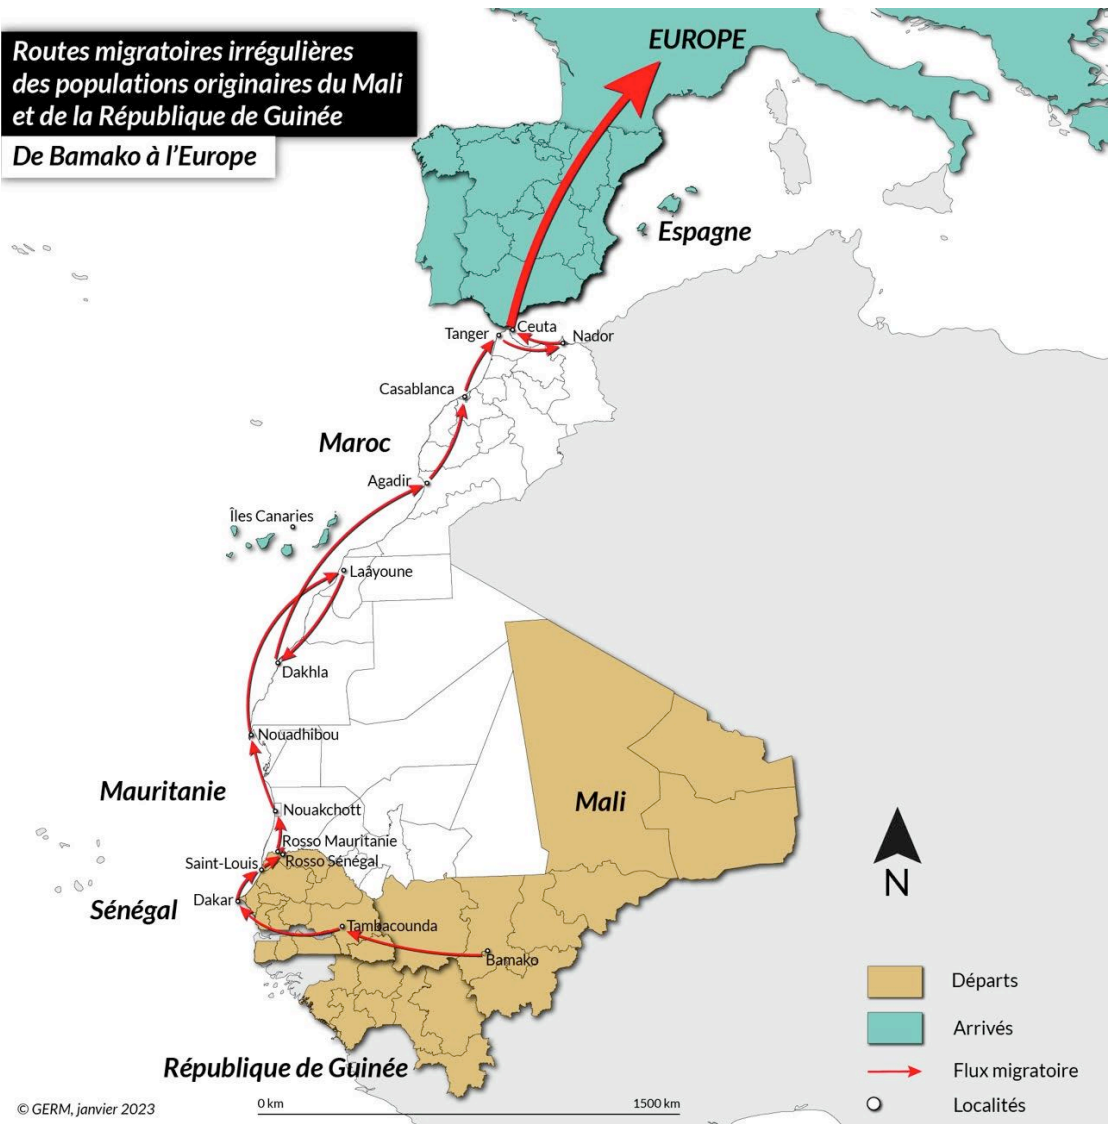 Routes migratoires irrégulières
des populations originaires du Mali
et de la République de Guinée
De Bamako à l'Europe
EUROPE
Espagne
Ceuta
Tanger
Nador
Casablanca
Maroc
Agadir
Îles Canaries
Laâyoune
Dakhla
Nouadhibou
Mauritanie
Mali
Nouakchott
Rosso Mauritanie
Rosso Sénégal
Saint-Louis
Dakar
Sénégal
Tambacounda
Bamako
République de Guinée
N
Départs
Arrivés
Flux migratoire
Localités
0 km
1500 km
© GERM, janvier 2023